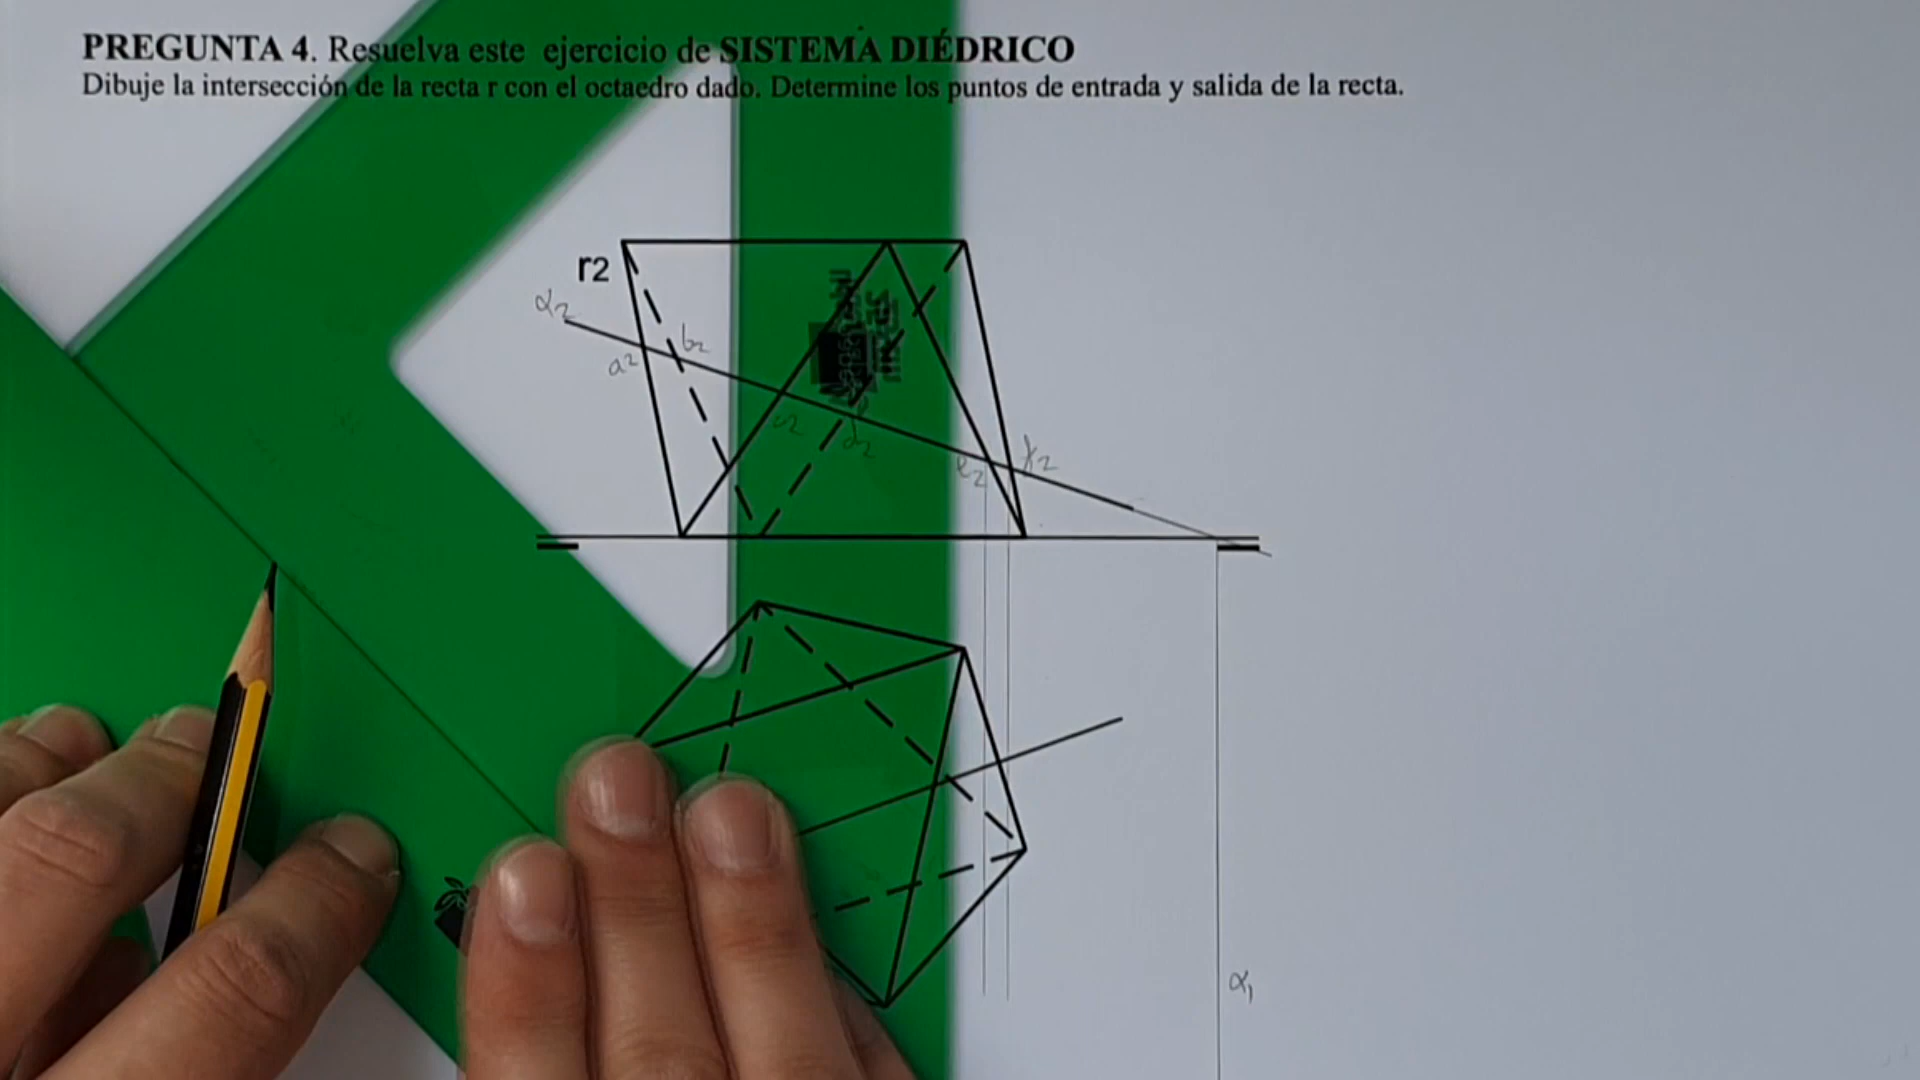 PREGUNTA 4. Resuelva este ejercicio de SISTEMA DIÉDRICO
Dibuje la intersección de la recta r con el octaedro dado. Determine los puntos de entrada y salida de la recta.
r2
α2
b2
a2
c2
d2
e2
f2
α1